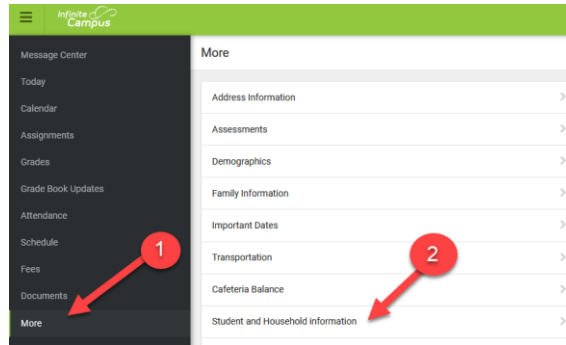 Infinite
Campus
Message Center
Today
Calendar
Assignments
Grades
Grade Book Updates
Attendance
Schedule
Fees
Documents
More
More
Address Information
Assessments
Demographics
Family Information
Important Dates
Transportation
Cafeteria Balance
Student and Household information
1
2